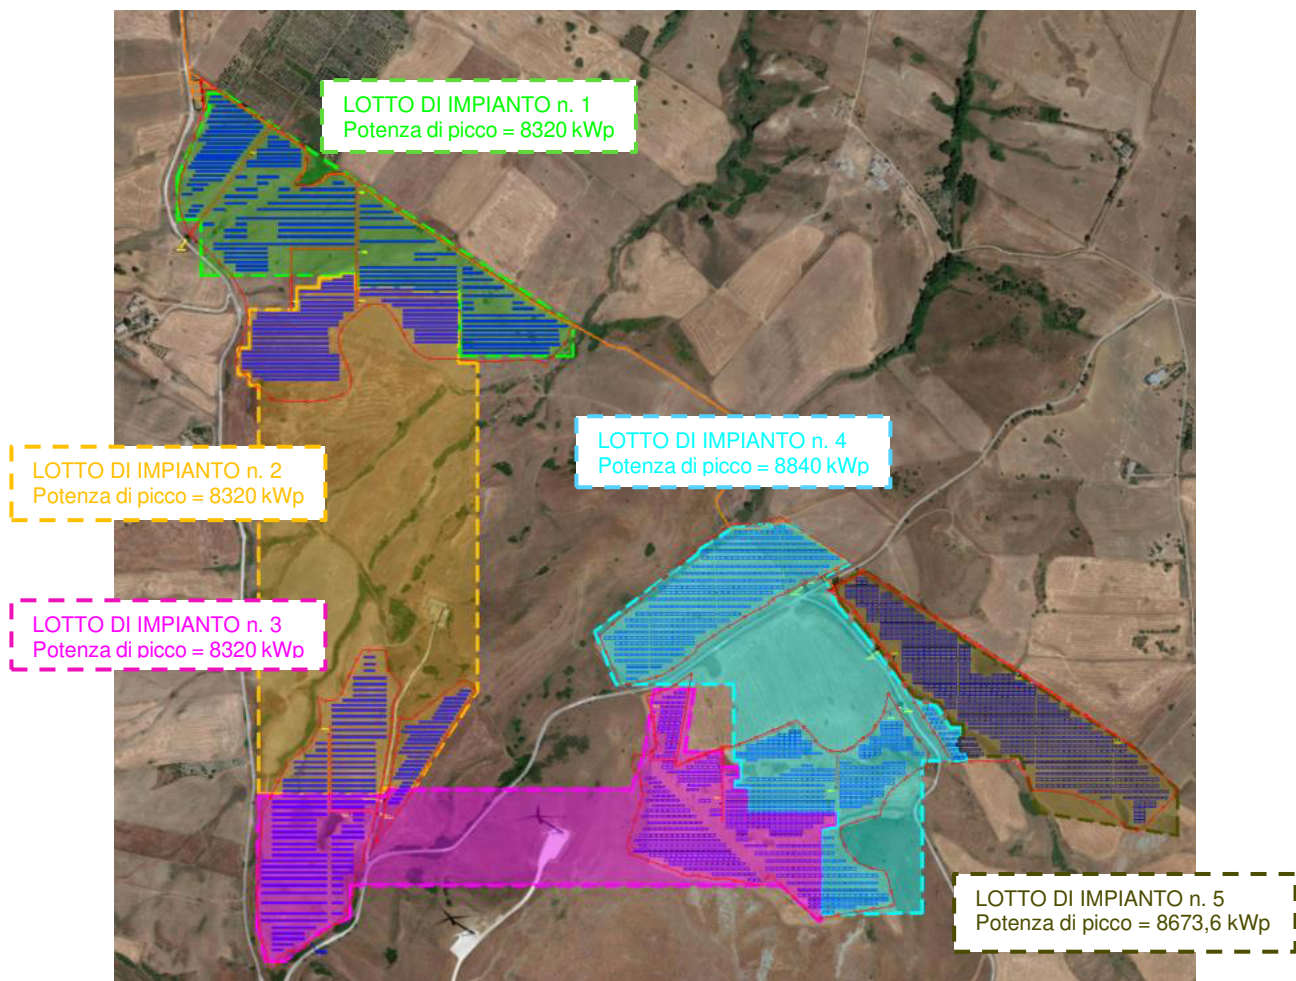 LOTTO DI IMPIANTO n. 1
Potenza di picco = 8320 kWp
LOTTO DI IMPIANTO n. 4
Potenza di picco = 8840 kWp
LOTTO DI IMPIANTO n. 2
Potenza di picco = 8320 kWp
LOTTO DI IMPIANTO n. 3
Potenza di picco = 8320 kWp
LOTTO DI IMPIANTO n. 5
Potenza di picco = 8673,6 kWp